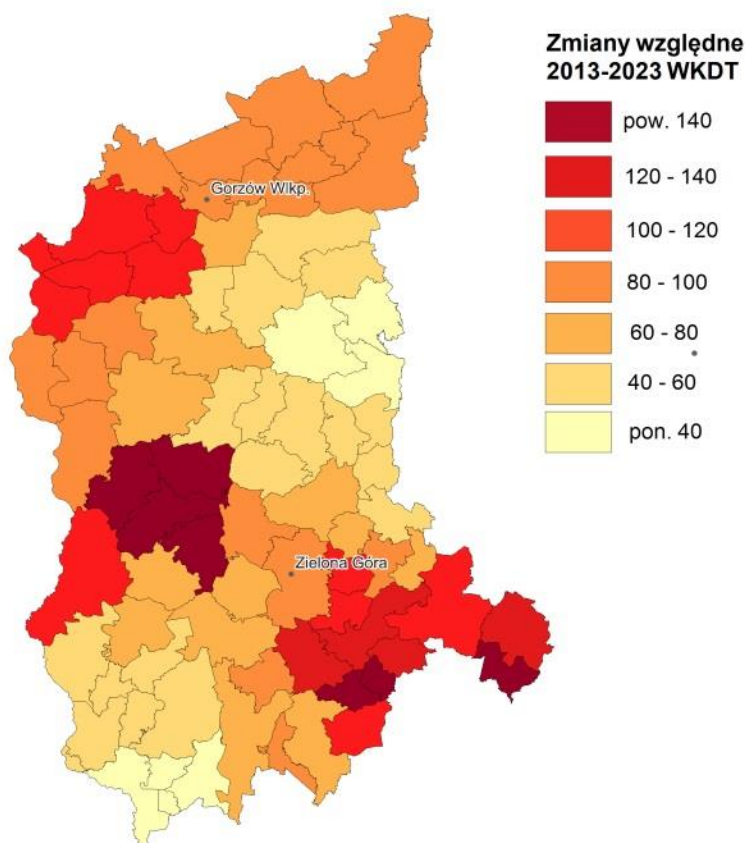 Zmiany względne
2013-2023 WKDT
pow. 140
120 - 140
100 - 120
80 - 100
60 - 80
40 - 60
pon. 40
Gorzów Wlkp.
Zielona Góra